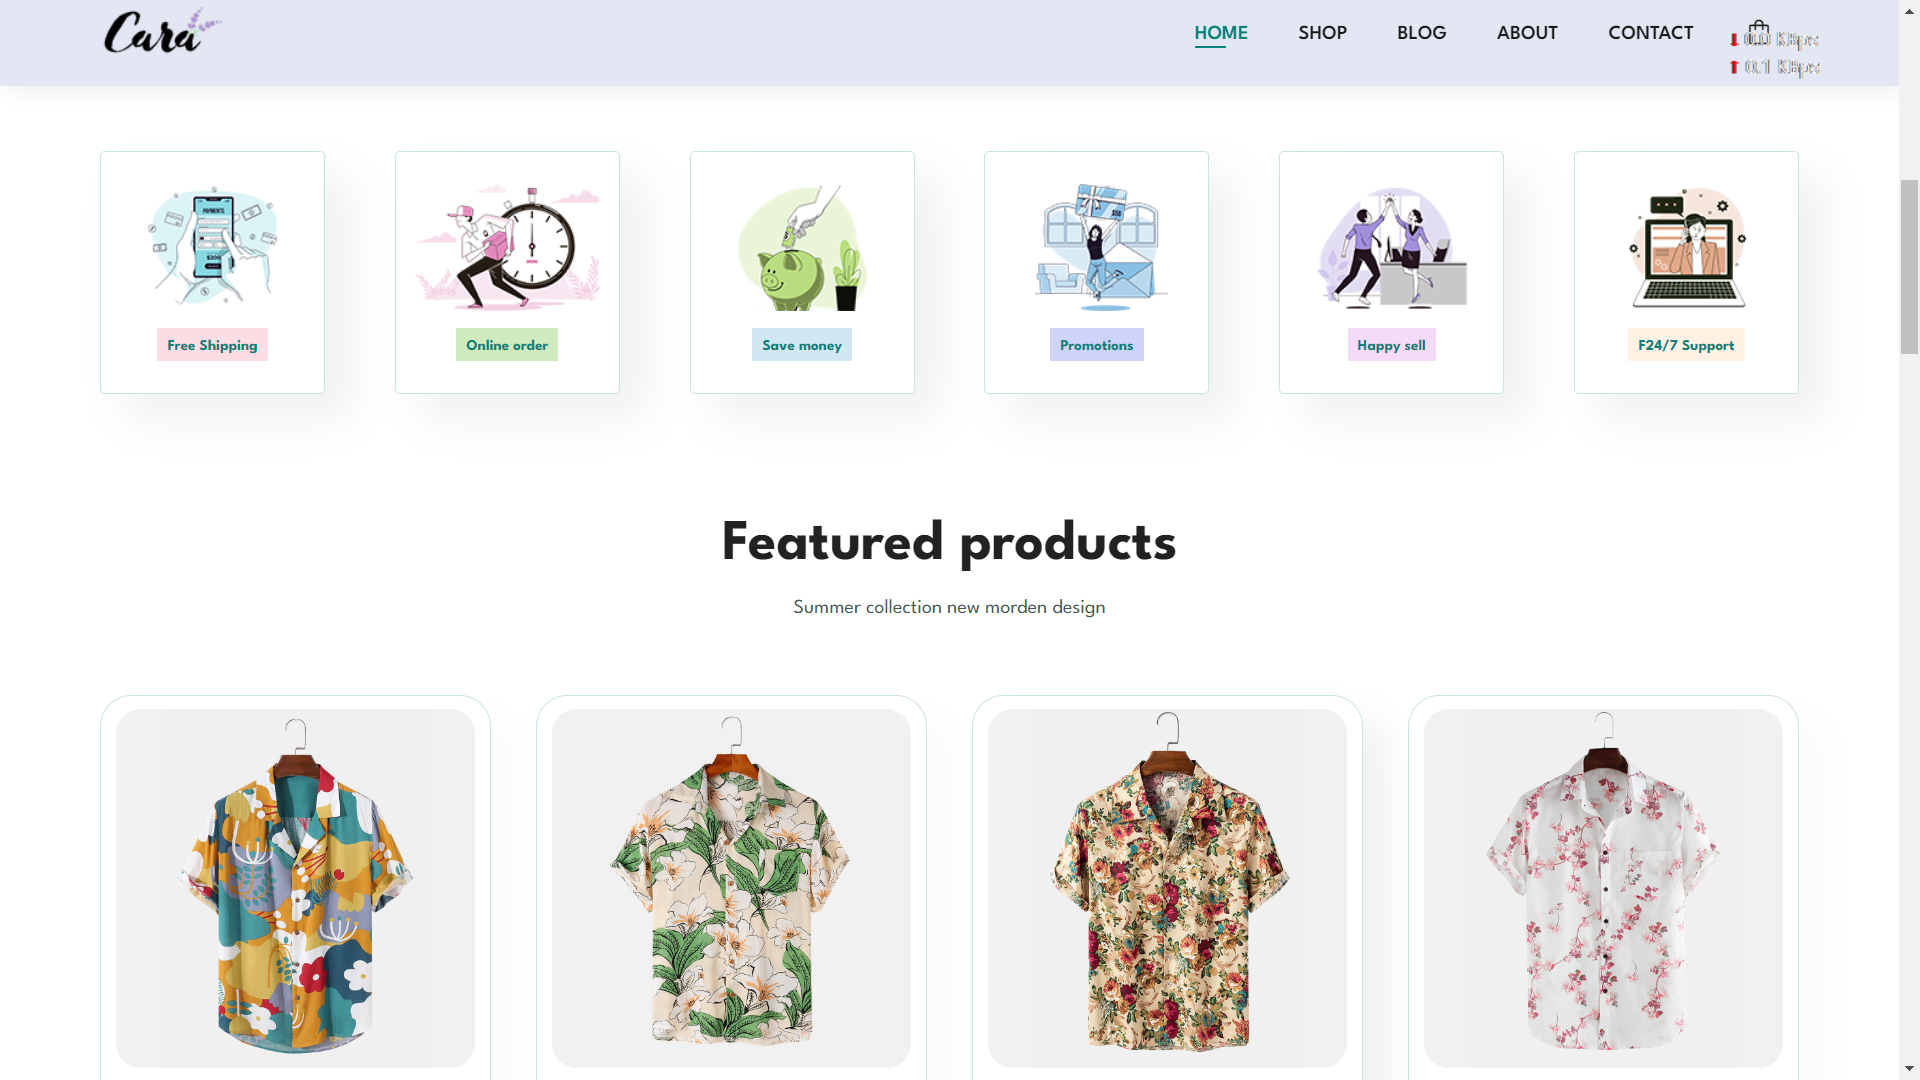 Cara
HOME
SHOP
BLOG
ABOUT
CONTACT
0.0 KBps
0.1 KBps
PAYMENTS
Free Shipping
Online order
Save money
Promotions
Happy sell
F24/7 Support
Featured products
Summer collection new morden design